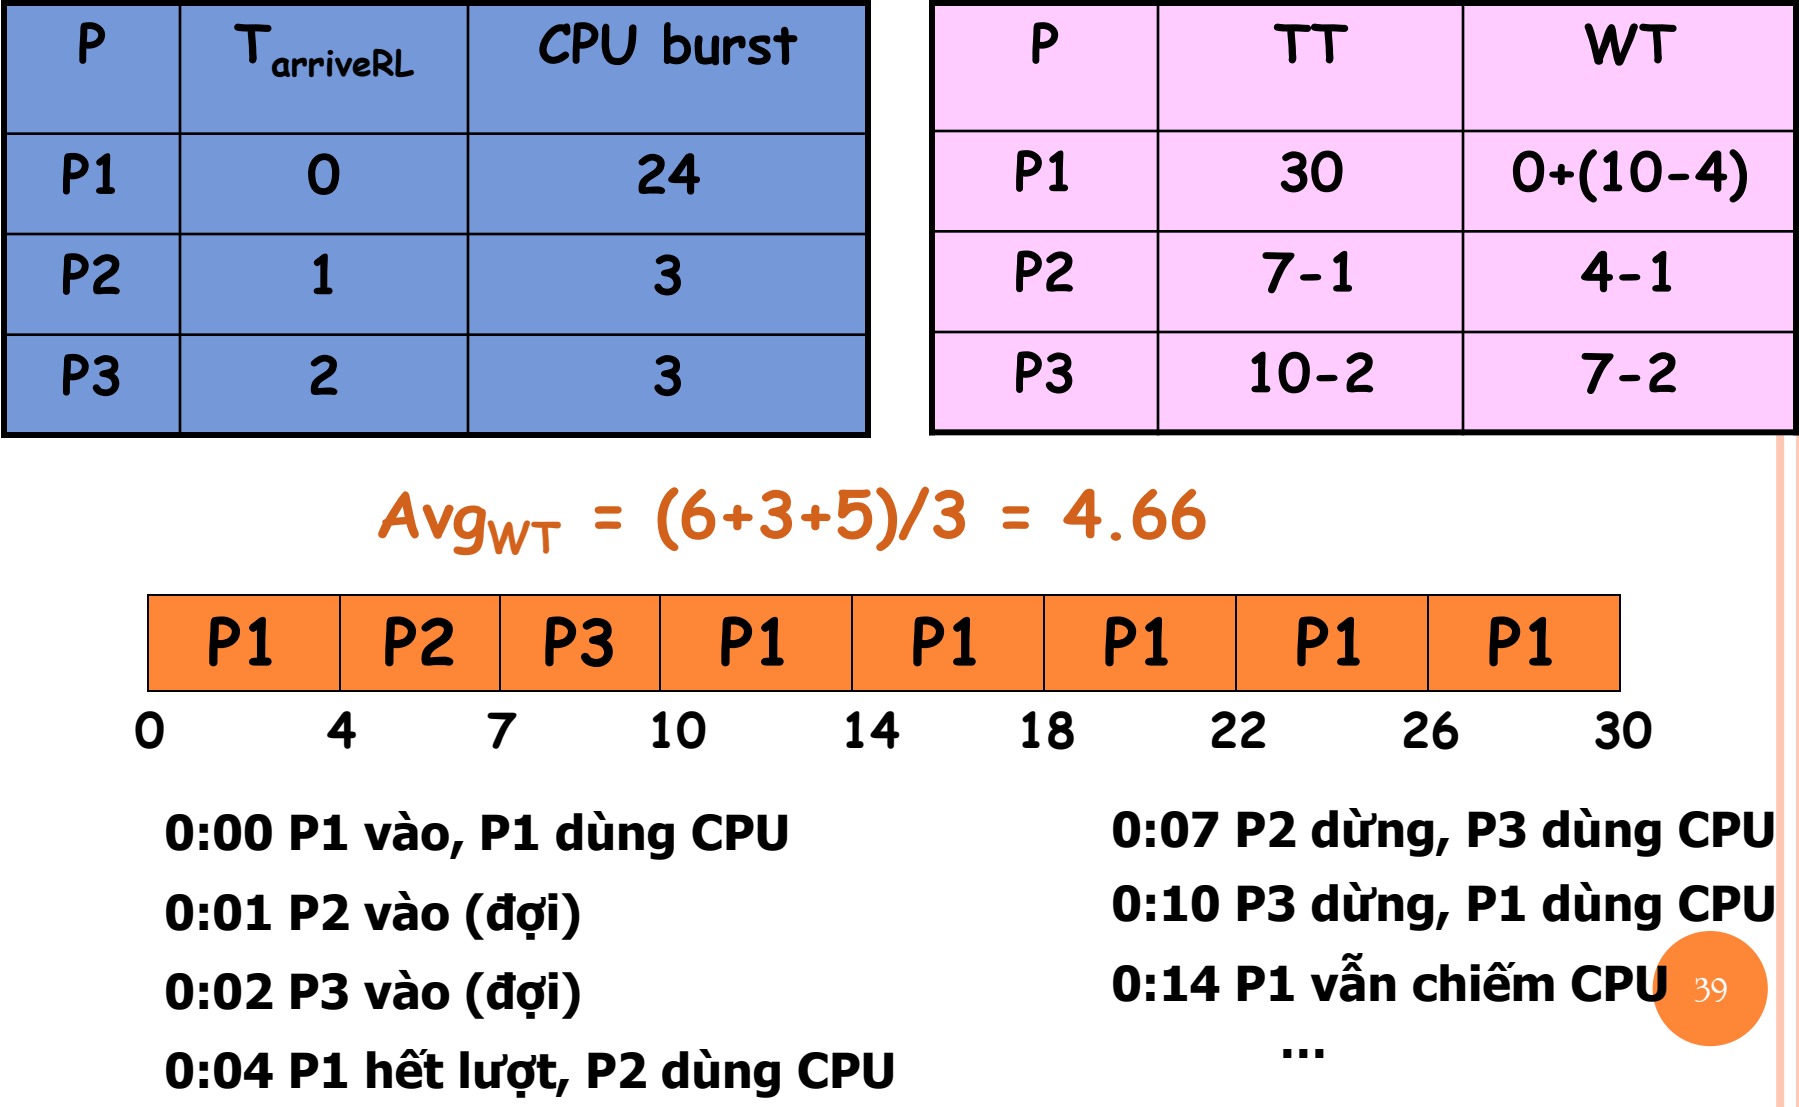 P T arriveRL CPU burst
P1 0 24
P2 1 3
P3 2 3
P TT WT
P1 30 0+(10-4)
P2 7-1 4-1
P3 10-2 7-2
AvgWT = (6+3+5)/3 = 4.66
P1 P2 P3 P1 P1 P1 P1 P1
0 4 7 10 14 18 22 26 30
0:00 P1 vào, P1 dùng CPU
0:01 P2 vào (đợi)
0:02 P3 vào (đợi)
0:04 P1 hết lượt, P2 dùng CPU
0:07 P2 dừng, P3 dùng CPU
0:10 P3 dừng, P1 dùng CPU
0:14 P1 vẫn chiếm CPU
...
39